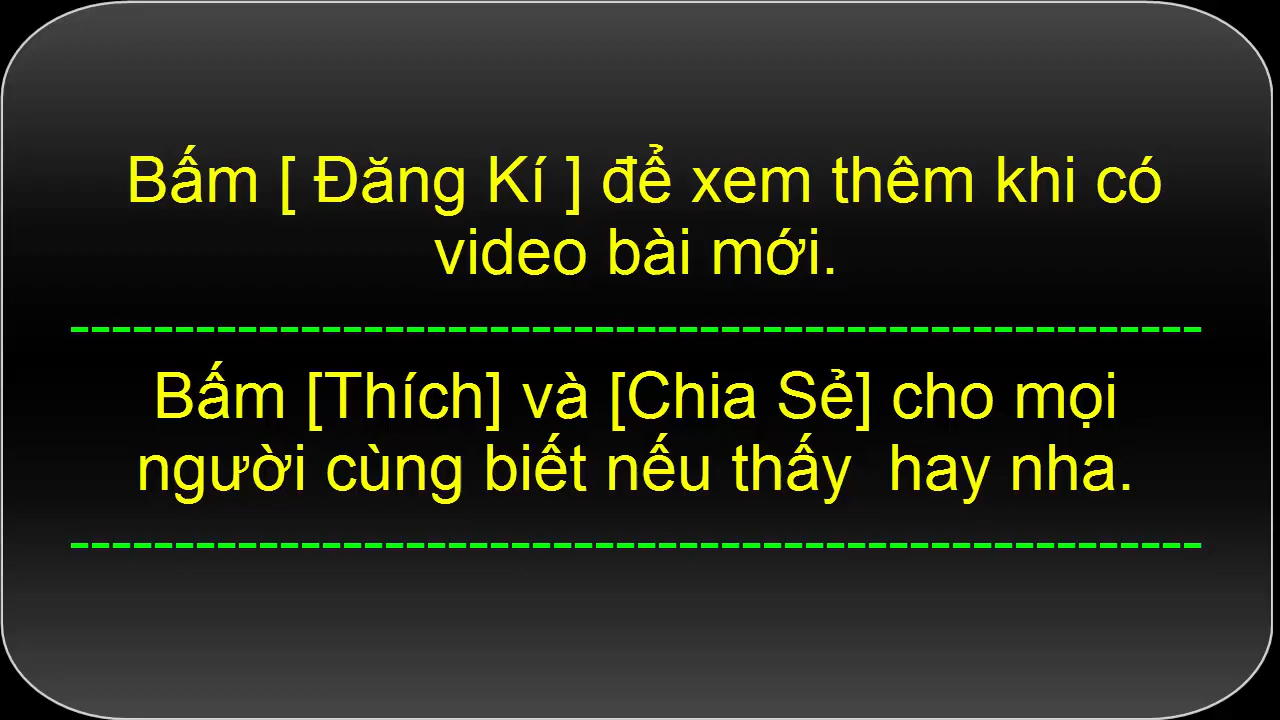 Bấm [ Đăng Kí ] để xem thêm khi có
video bài mới.
------------------------------------------------------
Bấm [Thích] và [Chia Sẻ] cho mọi
người cùng biết nếu thấy  hay nha.
------------------------------------------------------